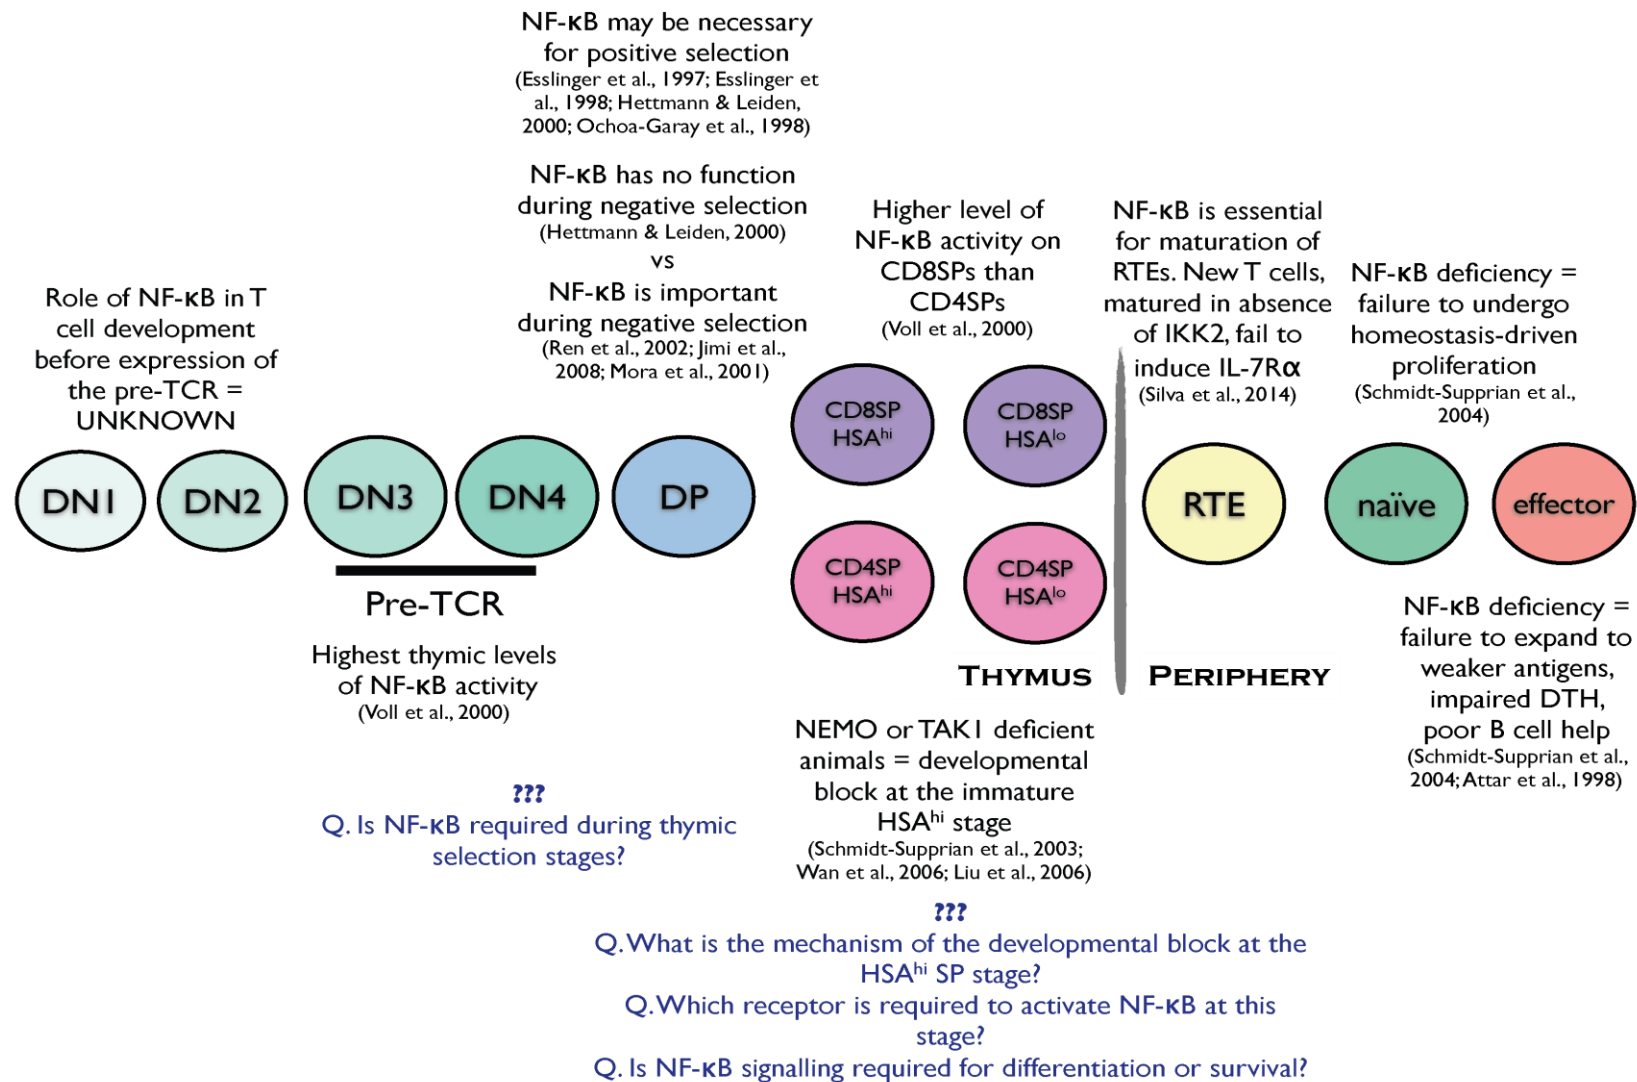 NF-κB may be necessary
for positive selection
(Esslinger et al., 1997; Esslinger et
al., 1998; Hettmann & Leiden,
2000; Ochoa-Garay et al., 1998)
NF-κB has no function
during negative selection
(Hettmann & Leiden, 2000)
vs
NF-κB is important
during negative selection
(Ren et al., 2002; Jimi et al.,
2008; Mora et al., 2001)
Role of NF-κB in T
cell development
before expression of
the pre-TCR =
UNKNOWN
Higher level of
NF-κB activity on
CD8SPs than
CD4SPs
(Voll et al., 2000)
NF-κB is essential
for maturation of
RTEs. New T cells,
matured in absence
of IKK2, fail to
induce IL-7Rα
(Silva et al., 2014)
NF-κB deficiency =
failure to undergo
homeostasis-driven
proliferation
(Schmidt-Supprian et al.,
2004)
DN1
DN2
DN3
DN4
DP
CD8SP
HSAhi
CD8SP
HSAlo
CD4SP
HSAhi
CD4SP
HSAlo
RTE
naïve
effector
Pre-TCR
Highest thymic levels
of NF-κB activity
(Voll et al., 2000)
THYMUS
PERIPHERY
NF-κB deficiency =
failure to expand to
weaker antigens,
impaired DTH,
poor B cell help
(Schmidt-Supprian et al.,
2004; Attar et al., 1998)
NEMO or TAK1 deficient
animals = developmental
block at the immature
HSAhi stage
(Schmidt-Supprian et al., 2003;
Wan et al., 2006; Liu et al., 2006)
???
Q. Is NF-κB required during thymic
selection stages?
???
Q. What is the mechanism of the developmental block at the
HSAhi SP stage?
Q. Which receptor is required to activate NF-κB at this
stage?
Q. Is NF-κB signalling required for differentiation or survival?